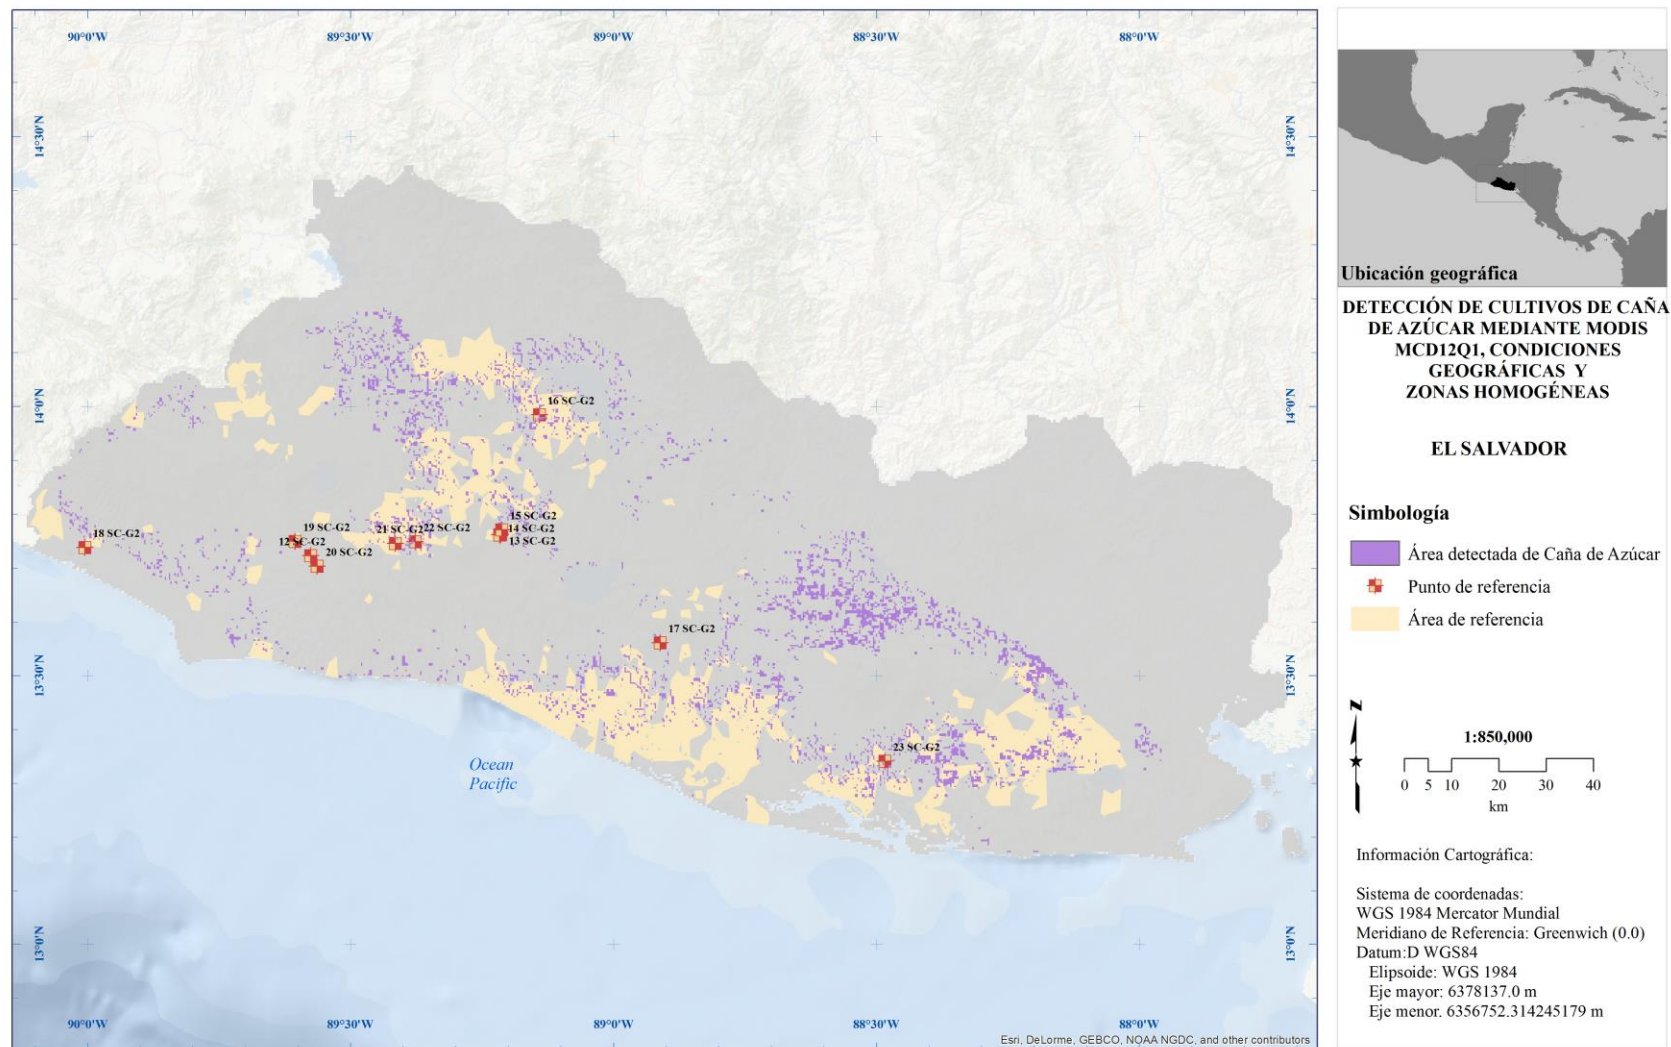 90°0'W
89°30'W
89°0'W
88°30'W
88°0'W
14°30'N
14°30'N
14°0'N
14°0'N
13°30'N
13°30'N
13°0'N
13°0'N
16 SC-G2
15 SC-G2
14 SC-G2
13 SC-G2
19 SC-G2
21 SC-G2
22 SC-G2
18 SC-G2
12 SC-G2
20 SC-G2
17 SC-G2
23 SC-G2
Ocean
Pacific
90°0'W
89°30'W
89°0'W
88°30'W
88°0'W
Esri, DeLorme, GEBCO, NOAA NGDC, and other contributors
Ubicación geográfica
DETECCIÓN DE CULTIVOS DE CAÑA
DE AZÚCAR MEDIANTE MODIS
MCD12Q1, CONDICIONES
GEOGRÁFICAS Y
ZONAS HOMOGÉNEAS
EL SALVADOR
Simbología
Área detectada de Caña de Azúcar
Punto de referencia
Área de referencia
Z
1:850,000
0 5 10 20 30 40
km
Información Cartográfica:
Sistema de coordenadas:
WGS 1984 Mercator Mundial
Meridiano de Referencia: Greenwich (0.0)
Datum:D WGS84
Elipsoide: WGS 1984
Eje mayor: 6378137.0 m
Eje menor. 6356752.314245179 m